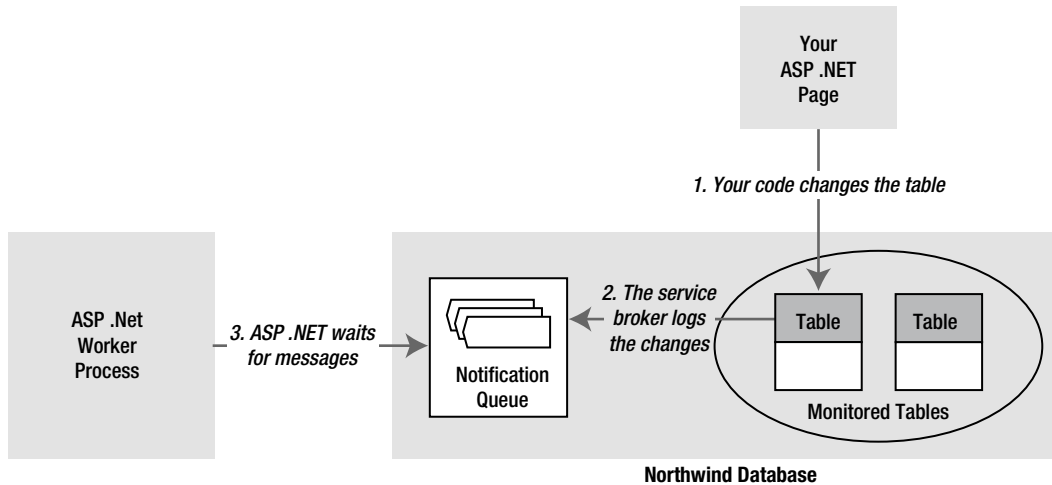 Your
ASP .NET
Page
1. Your code changes the table
ASP .Net
Worker
Process
3. ASP .NET waits
for messages
Notification
Queue
2. The service
broker logs
the changes
Table
Table
Monitored Tables
Northwind Database